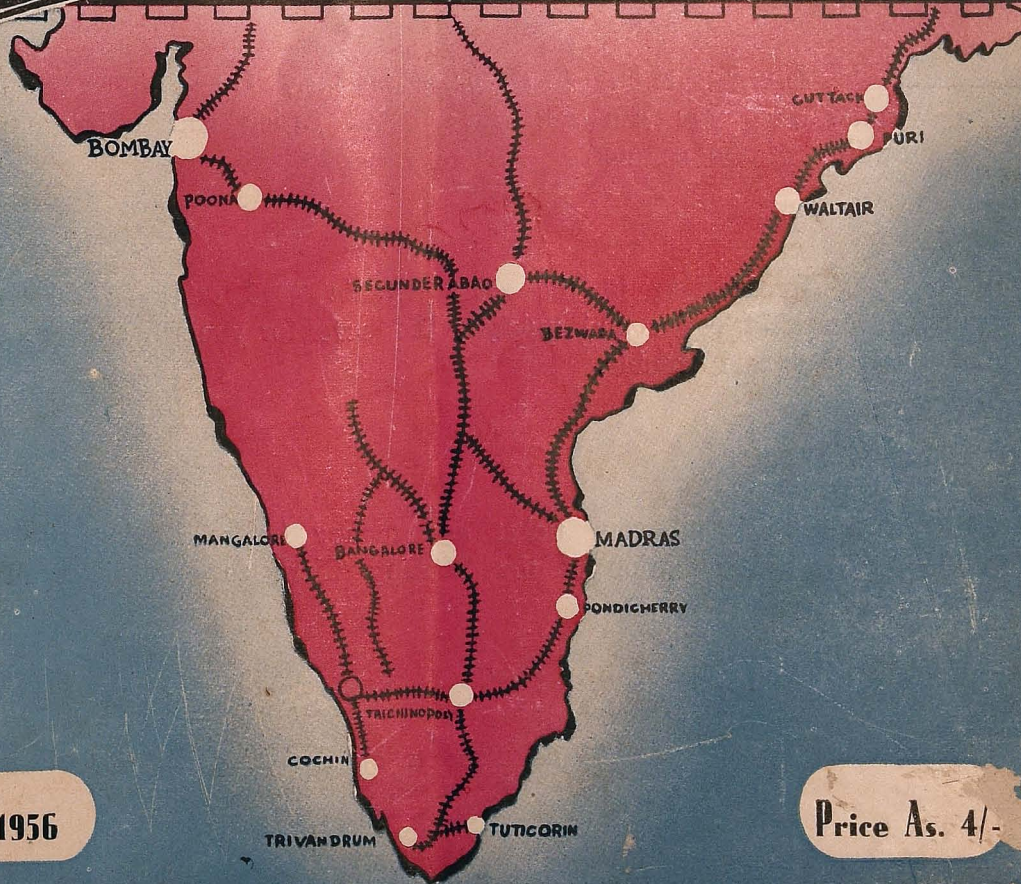 CUTTACK
PURI
BOMBAY
POONA
WALTAIR
SECUNDERABAD
BEZWADA
MANGALORE
BANGALORE
MADRAS
PONDICHERRY
TRICHINOPOLY
COCHIN
TRIVANDRUM
TUTICORIN
1956
Price As. 4/-